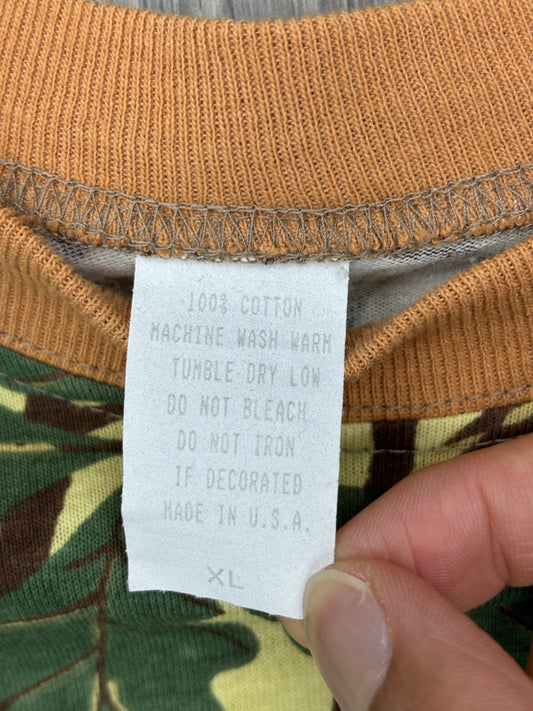 100% COTTON
MACHINE WASH WARM
TUMBLE DRY LOW
DO NOT BLEACH
DO NOT IRON
IF DECORATED
MADE IN U.S.A.
XL